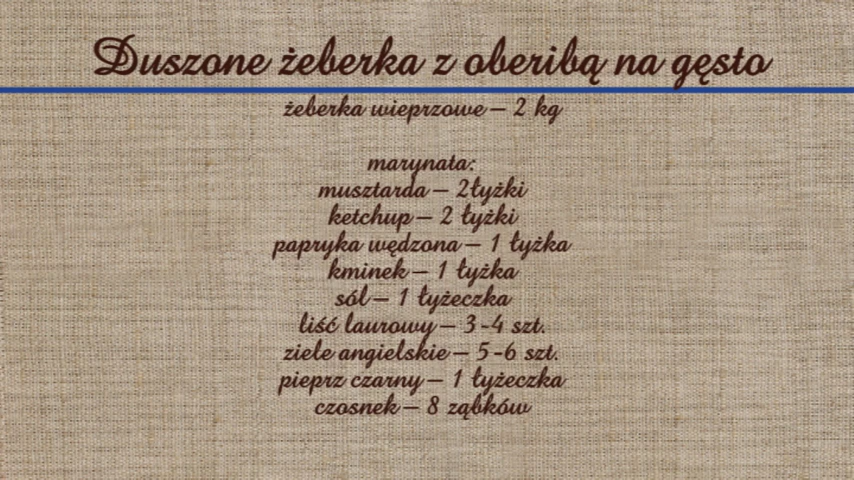 Duszone żeberka z oberibą na gęsto
żeberka wieprzowe – 2 kg
marynata:
musztarda – 2łyżki
ketchup – 2 łyżki
papryka wędzona – 1 łyżka
kminek – 1 łyżka
sól – 1 łyżeczka
liść laurowy – 3-4 szt.
ziele angielskie – 5-6 szt.
pieprz czarny – 1 łyżeczka
czosnek – 8 ząbków